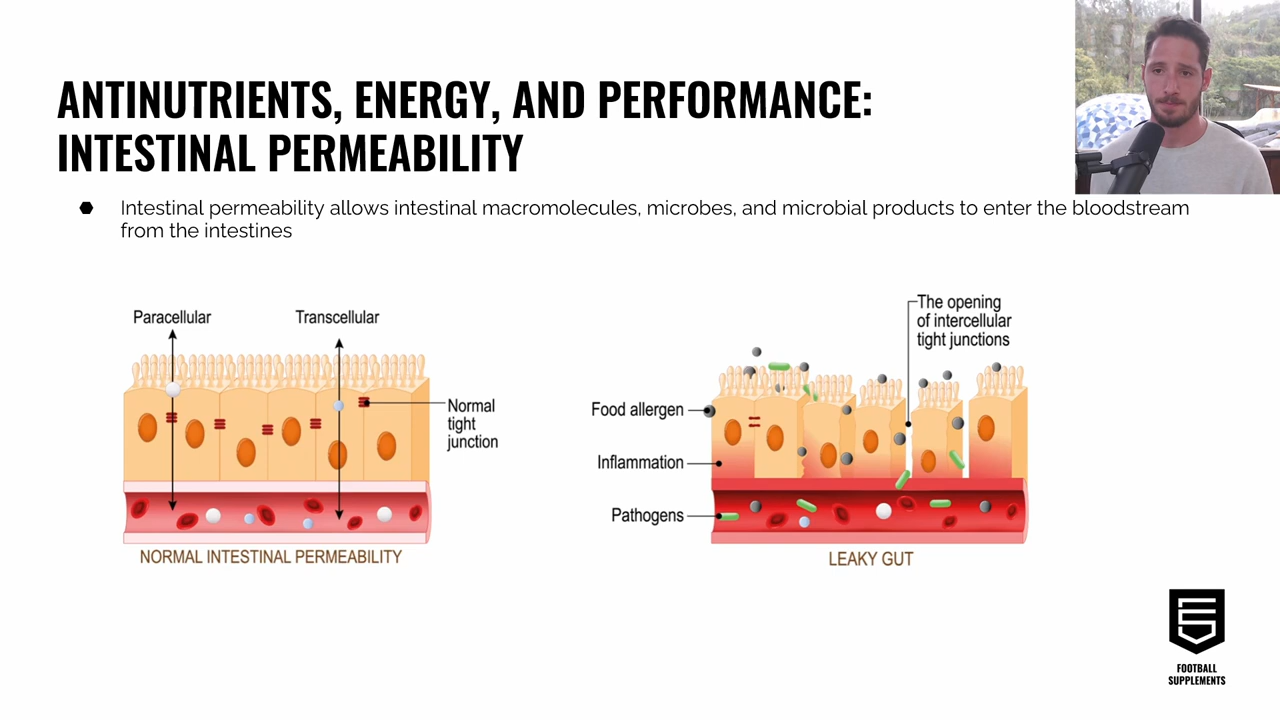 ANTINUTRIENTS, ENERGY, AND PERFORMANCE:
INTESTINAL PERMEABILITY
Intestinal permeability allows intestinal macromolecules, microbes, and microbial products to enter the bloodstream
from the intestines
Paracellular
Transcellular
Normal
tight
junction
NORMAL INTESTINAL PERMEABILITY
The opening
of intercellular
tight junctions
Food allergen
Inflammation
Pathogens
LEAKY GUT
FOOTBALL
SUPPLEMENTS